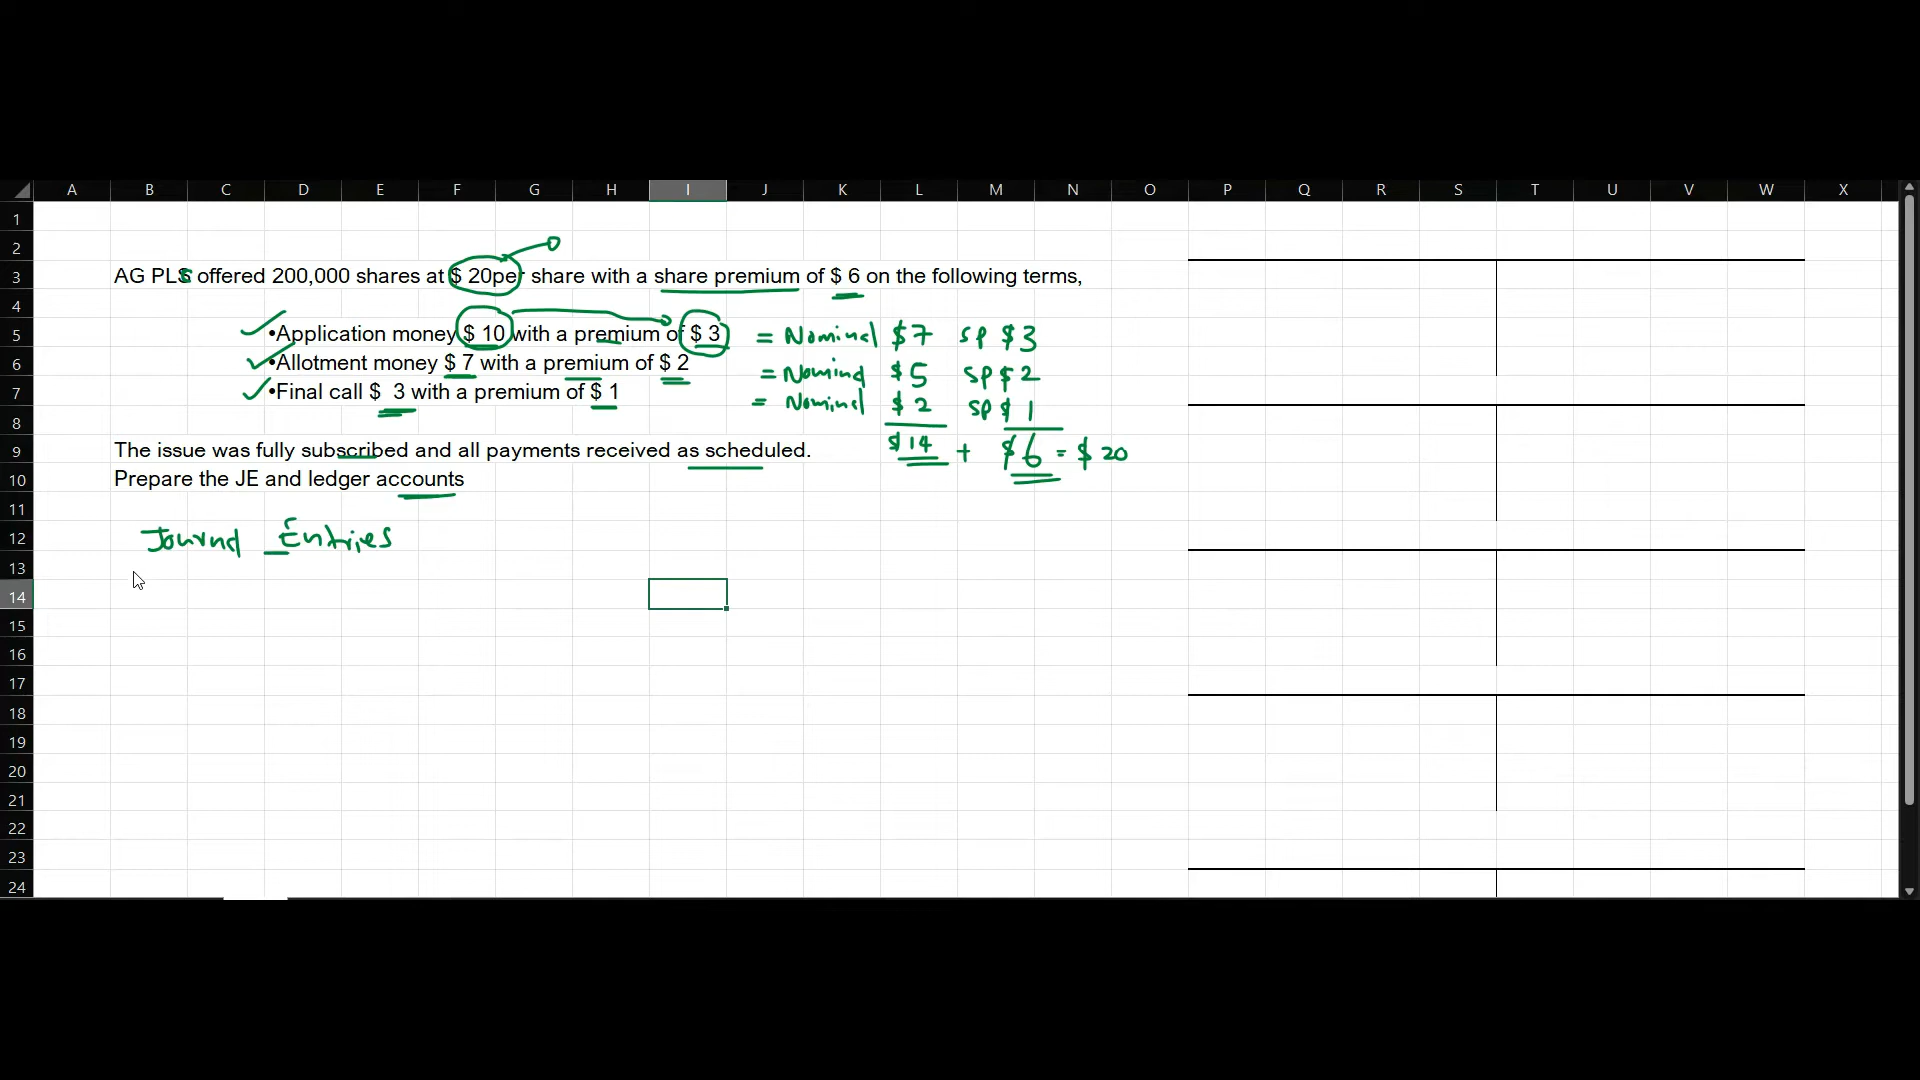 A B C D E F G H I J K L M N O P Q R S T U V W X
1
2
3 AG PLS offered 200,000 shares at $ 20per share with a share premium of $ 6 on the following terms,
4
5 •Application money $ 10 with a premium of $ 3 = Nominal $7 SP $3
6 •Allotment money $ 7 with a premium of $ 2 = Nominal $5 SP $2
7 •Final call $ 3 with a premium of $ 1 = Nominal $2 SP $1
8
9 The issue was fully subscribed and all payments received as scheduled. $14 + $6 = $20
10 Prepare the JE and ledger accounts
11
12 Journal Entries
13
14
15
16
17
18
19
20
21
22
23
24